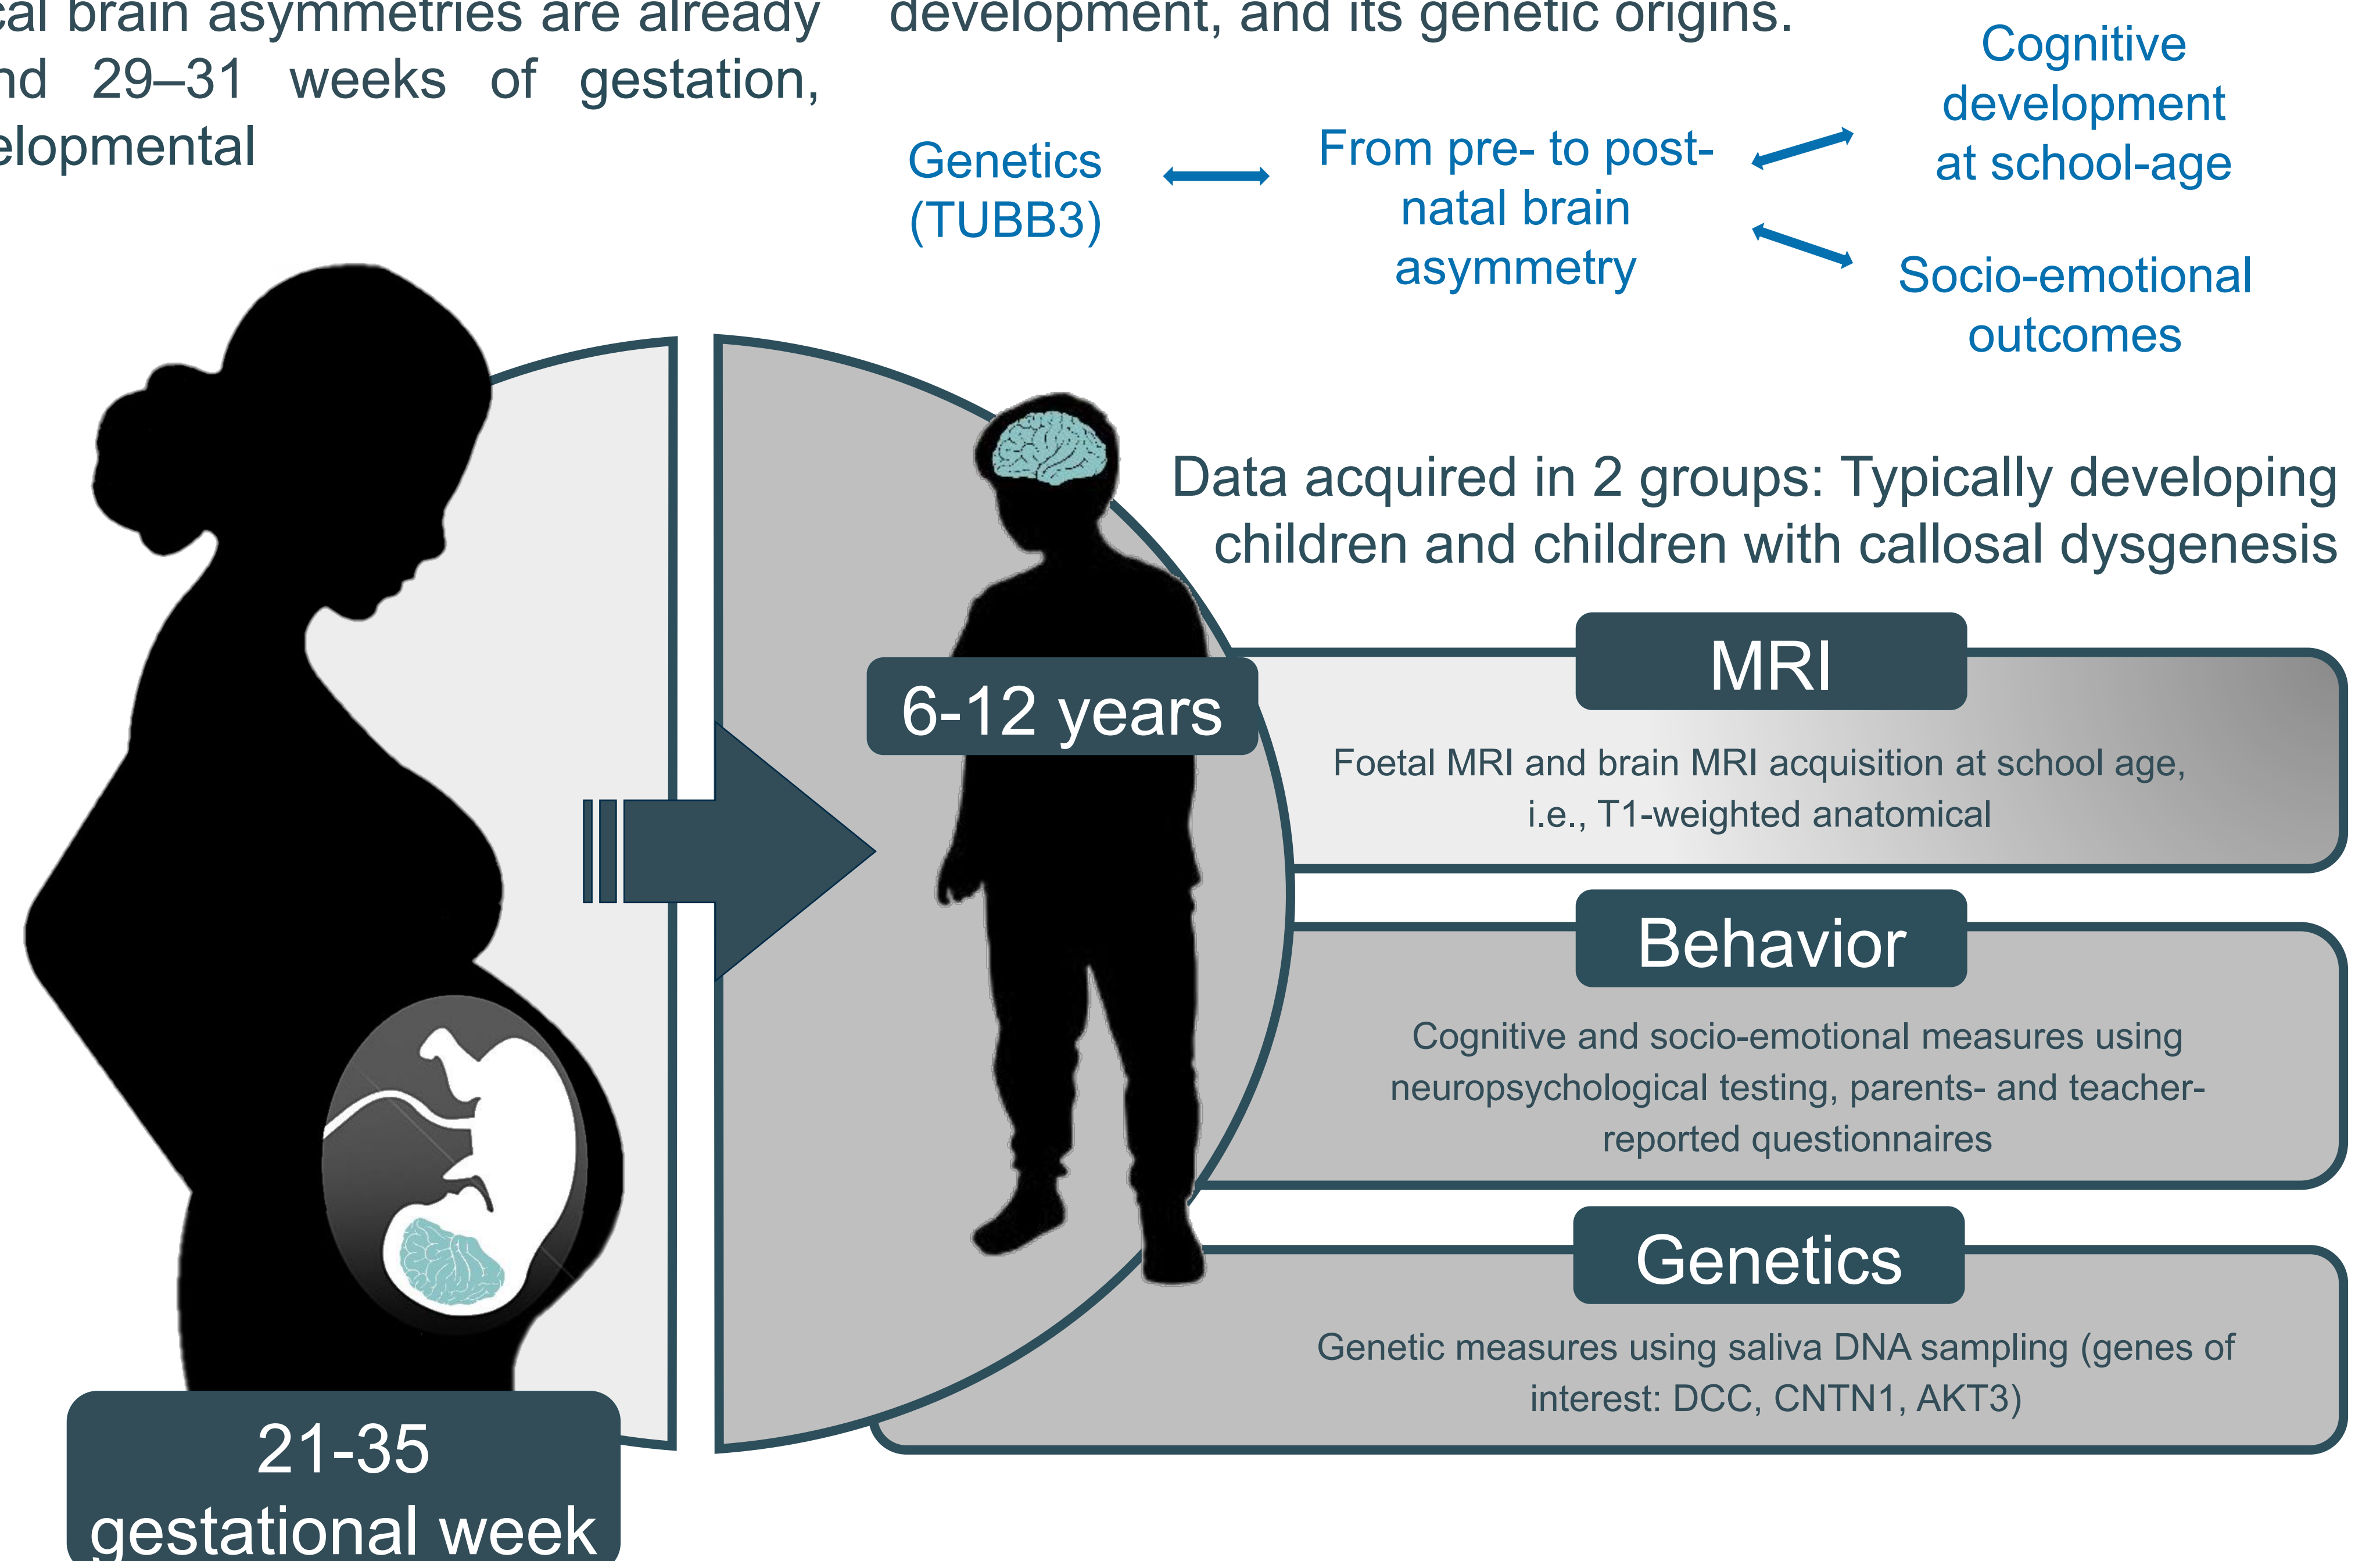 cal brain asymmetries are already
nd 29–31 weeks of gestation,
elopmental
development, and its genetic origins.
Genetics
(TUBB3)
From pre- to post-
natal brain
asymmetry
Cognitive
development
at school-age
Socio-emotional
outcomes
Data acquired in 2 groups: Typically developing
children and children with callosal dysgenesis
6-12 years
MRI
Foetal MRI and brain MRI acquisition at school age,
i.e., T1-weighted anatomical
Behavior
Cognitive and socio-emotional measures using
neuropsychological testing, parents- and teacher-
reported questionnaires
Genetics
Genetic measures using saliva DNA sampling (genes of
interest: DCC, CNTN1, AKT3)
21-35
gestational week